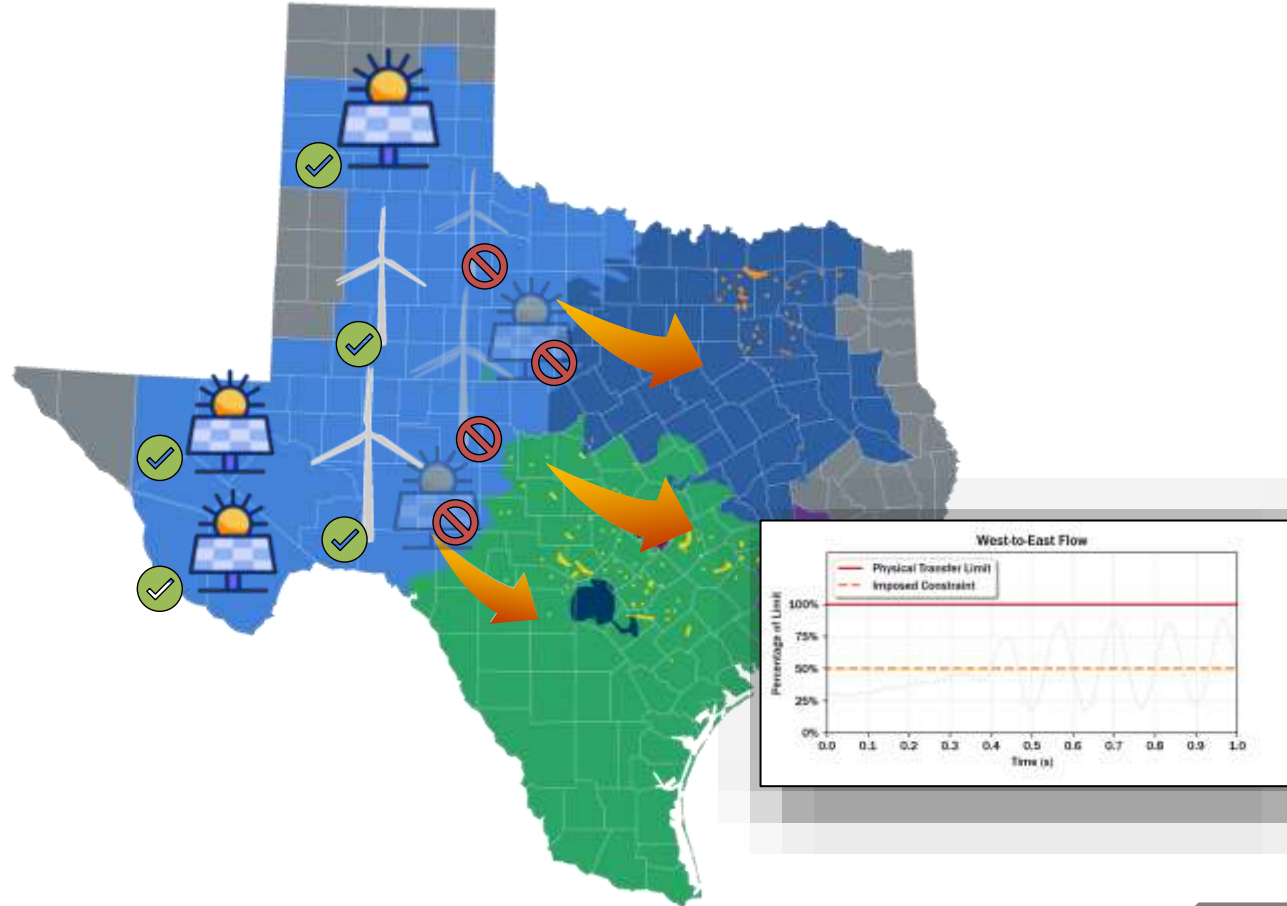 West-to-East Flow
Physical Transfer Limit
Imposed Constraint
Percentage of Limit
100%
75%
50%
25%
0%
0.0 0.1 0.2 0.3 0.4 0.5 0.6 0.7 0.8 0.9 1.0
Time (s)